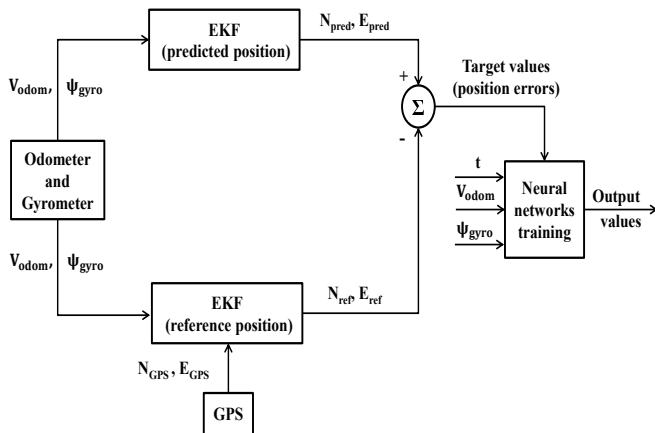 EKF
(predicted position)
N_pred, E_pred
Target values
(position errors)
V_odom, Ψ_gyro
+
Σ
-
Odometer
and
Gyrometer
t
V_odom
Ψ_gyro
Neural
networks
training
Output
values
V_odom, Ψ_gyro
EKF
(reference position)
N_ref, E_ref
N_GPS, E_GPS
GPS